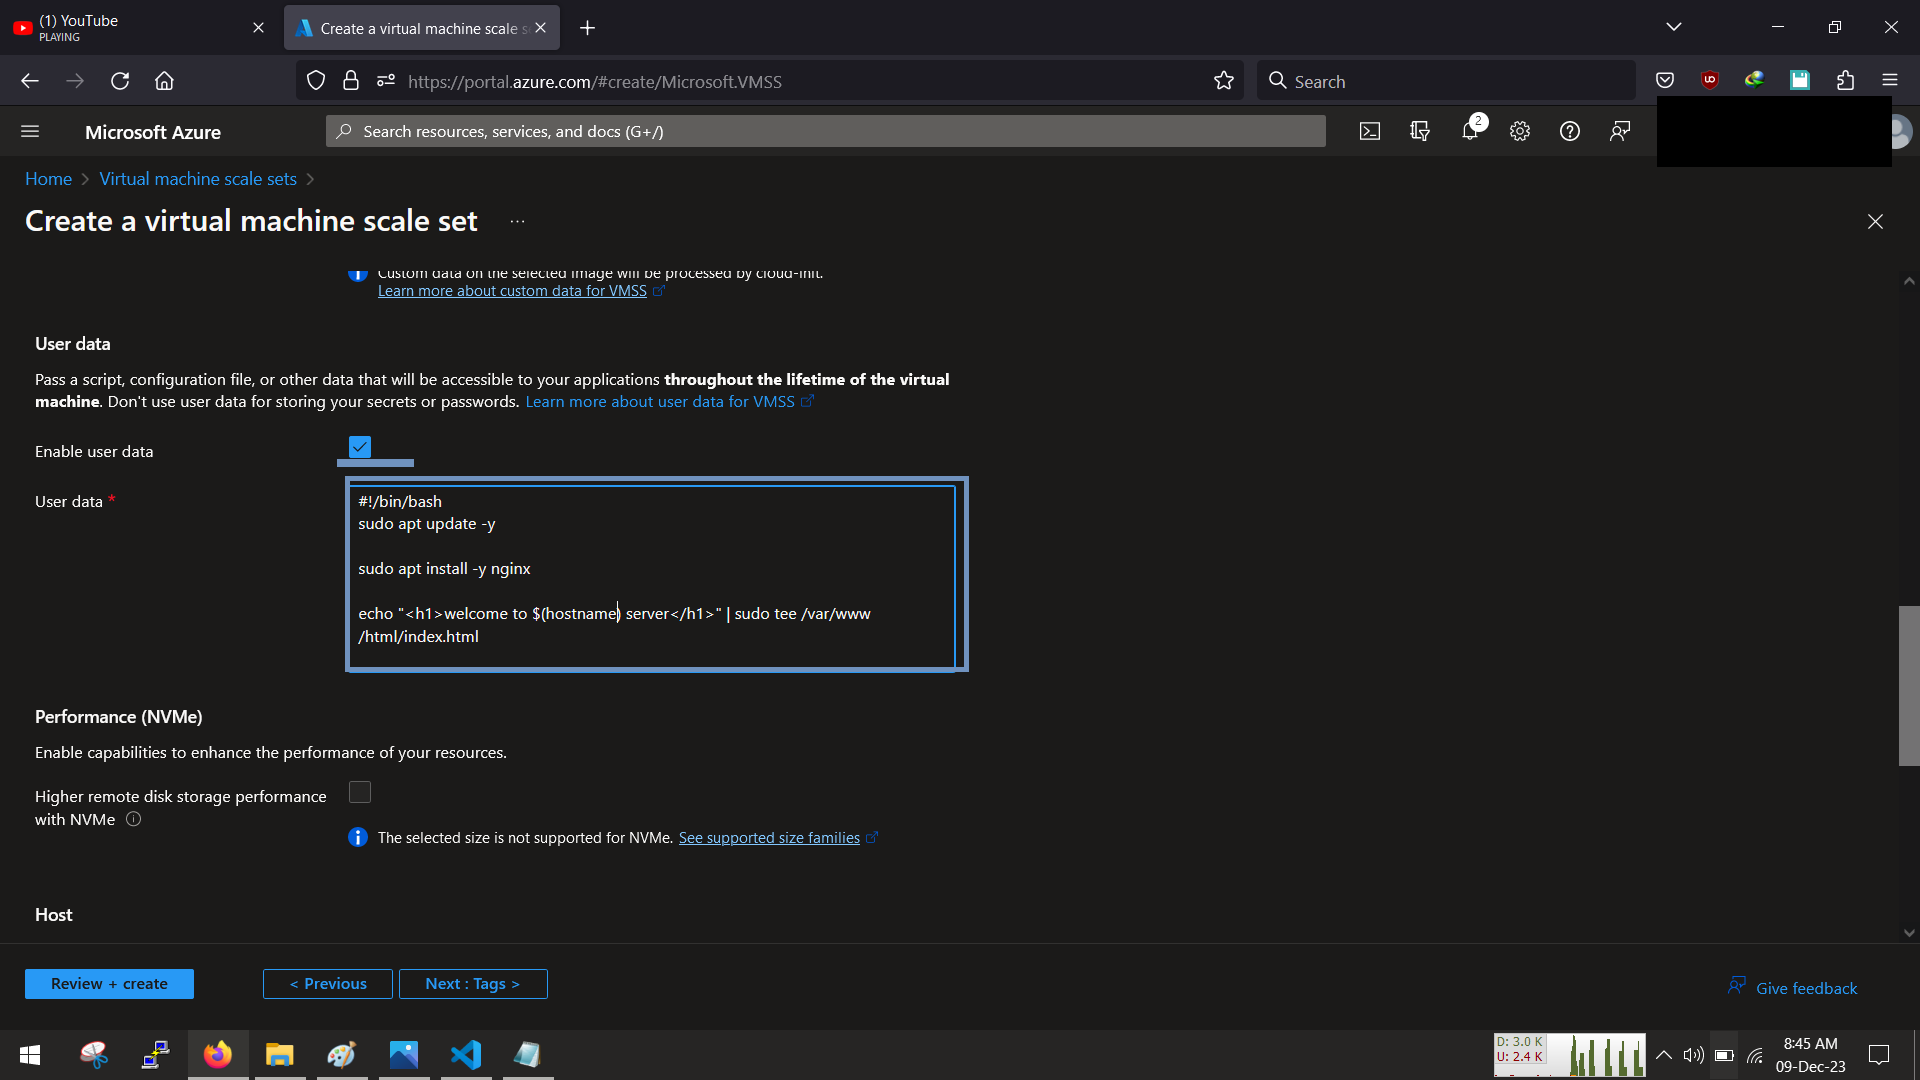 (1) YouTube
PLAYING
Create a virtual machine scale s
https://portal.azure.com/#create/Microsoft.VMSS
Search
Microsoft Azure
Search resources, services, and docs (G+/)
2
Home > Virtual machine scale sets >
Create a virtual machine scale set ...
Custom data on the selected image will be processed by cloud-init.
Learn more about custom data for VMSS
User data
Pass a script, configuration file, or other data that will be accessible to your applications throughout the lifetime of the virtual
machine. Don't use user data for storing your secrets or passwords. Learn more about user data for VMSS
Enable user data
User data *
#!/bin/bash
sudo apt update -y
sudo apt install -y nginx
echo "<h1>welcome to $(hostname) server</h1>" | sudo tee /var/www
/html/index.html
Performance (NVMe)
Enable capabilities to enhance the performance of your resources.
Higher remote disk storage performance
with NVMe
The selected size is not supported for NVMe. See supported size families
Host
Review + create
< Previous
Next : Tags >
Give feedback
D: 3.0 K
U: 2.4 K
8:45 AM
09-Dec-23